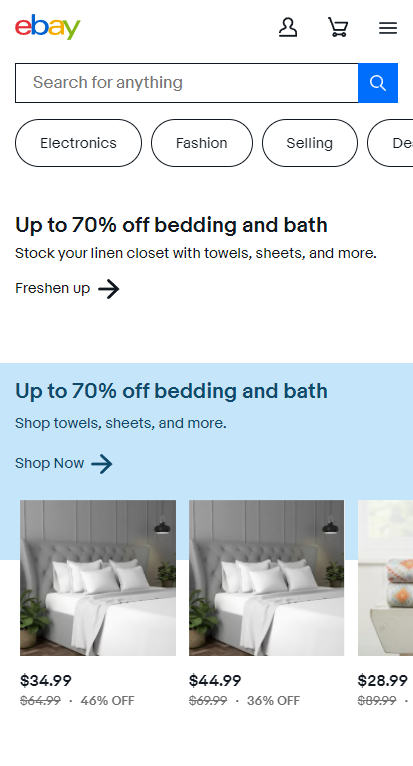 ebay
Search for anything
Electronics Fashion Selling
Up to 70% off bedding and bath
Stock your linen closet with towels, sheets, and more.
Freshen up
Up to 70% off bedding and bath
Shop towels, sheets, and more.
Shop Now
$34.99 $44.99 $28.99
$64.99 · 46% OFF $69.99 · 36% OFF $89.99 ·